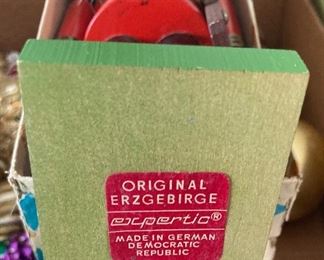 ORIGINAL
ERZGEBIRGE
expertic®
MADE IN GERMAN
DEMOCRATIC
REPUBLIC